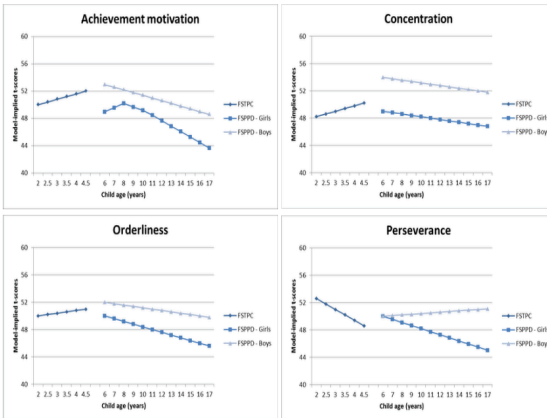 Achievement motivation
Model-implied t-scores
60
56
52
48
44
40
2 2.5 3 3.5 4 4.5 6 7 8 9 10 11 12 13 14 15 16 17
Child age (years)
FSTPC
FSPPD - Girls
FSPPD - Boys
Concentration
Model-implied t-scores
60
56
52
48
44
40
2 2.5 3 3.5 4 4.5 6 7 8 9 10 11 12 13 14 15 16 17
Child age (years)
FSTPC
FSPPD - Girls
FSPPD - Boys
Orderliness
Model-implied t-scores
60
56
52
48
44
40
2 2.5 3 3.5 4 4.5 6 7 8 9 10 11 12 13 14 15 16 17
Child age (years)
FSTPC
FSPPD - Girls
FSPPD - Boys
Perseverance
Model-implied t-scores
60
56
52
48
44
40
2 2.5 3 3.5 4 4.5 6 7 8 9 10 11 12 13 14 15 16 17
Child age (years)
FSTPC
FSPPD - Girls
FSPPD - Boys